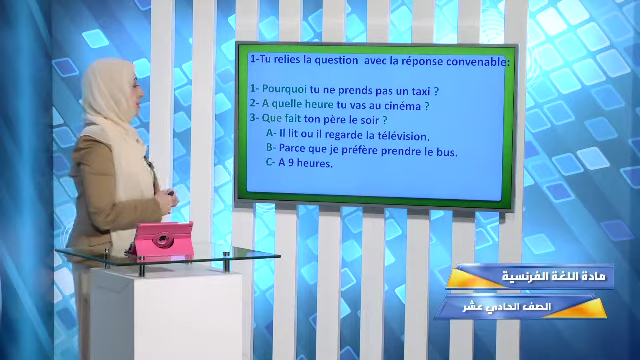 1-Tu relies la question avec la réponse convenable:
1- Pourquoi tu ne prends pas un taxi ?
2- A quelle heure tu vas au cinéma ?
3- Que fait ton père le soir ?
A- Il lit ou il regarde la télévision.
B- Parce que je préfère prendre le bus.
C- A 9 heures.
مادة اللغة الفرنسية
الصف الحادي عشر